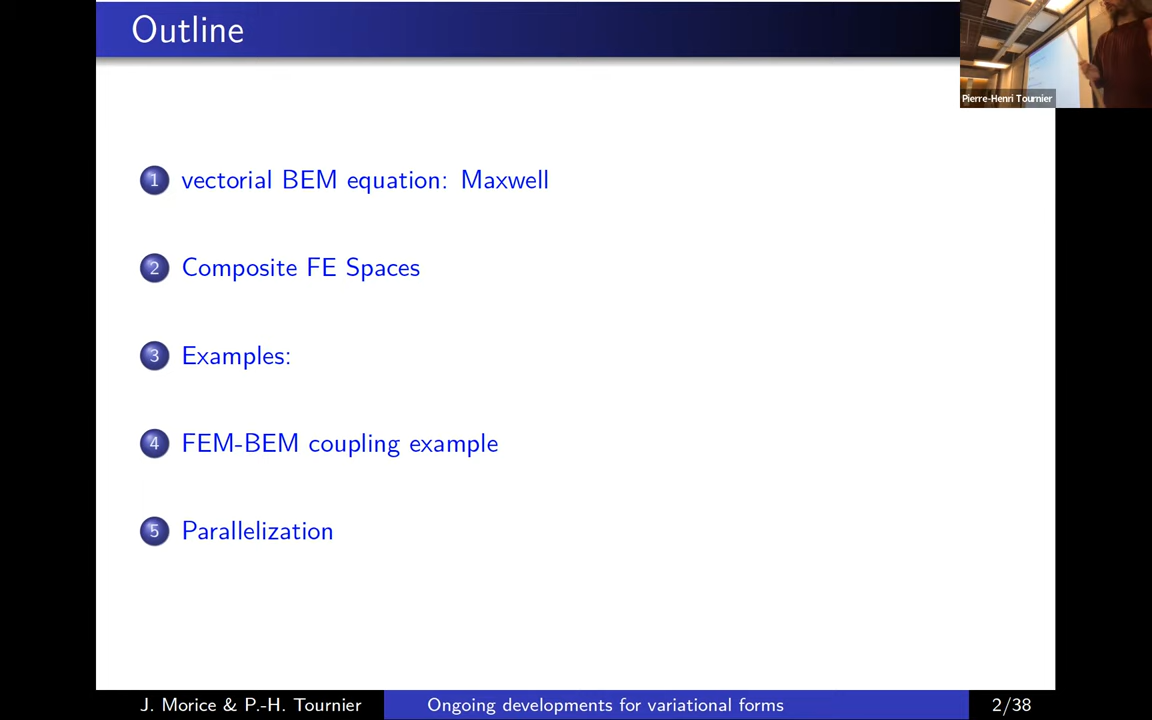 Outline
Pierre-Henri Tournier
1 vectorial BEM equation: Maxwell
2 Composite FE Spaces
3 Examples:
4 FEM-BEM coupling example
5 Parallelization
J. Morice & P.-H. Tournier Ongoing developments for variational forms 2/38